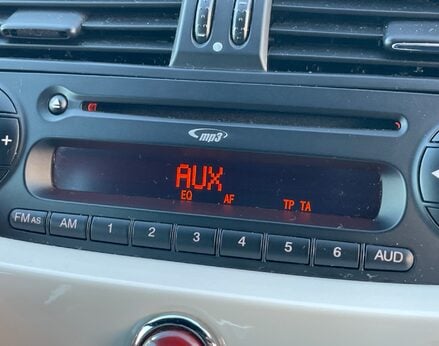 mp3
AUX
EQ AF TP TA
FM AS AM 1 2 3 4 5 6 AUD